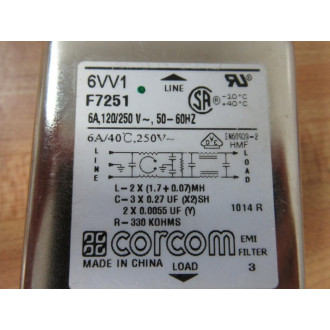 6VV1
LINE
F7251
-10°C
+40°C
6A,120/250 V~, 50-60HZ
6A/40°C,250V~
EN60939-2
HMF
LINE
LOAD
L-2 X (1.7+0.07)MH
C-3 X 0.27 UF (X2)SH
2 X 0.0055 UF (Y)
R-330 KOHMS
1014 R
corcom
EMI
FILTER
3
MADE IN CHINA
LOAD